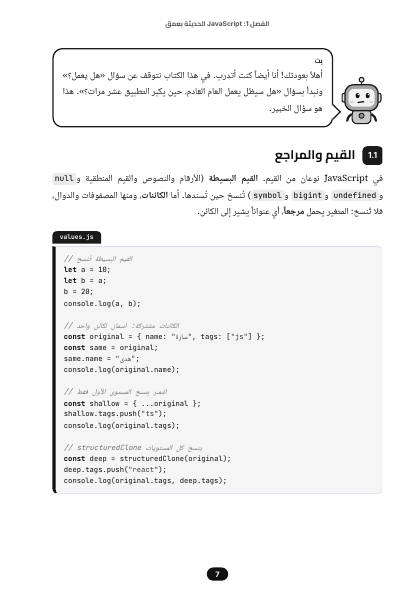 الفصل 1: JavaScript الحديثة بعمق
بت
أهلاً بعودتك! أنا أيضاً كنت أتدرب. في هذا الكتاب نتوقف عن سؤال «هل يعمل؟»
ونبدأ بسؤال «هل سيظل يعمل العام القادم، حين يكبر التطبيق عشر مرات؟». هذا
هو سؤال الخبير.
1.1 القيم والمراجع
في JavaScript نوعان من القيم. القيم البسيطة (الأرقام والنصوص والقيم المنطقية و null
و undefined و bigint و symbol) تُنسخ حين تُسندها. أما الكائنات، ومنها المصفوفات والدوال،
فلا تُنسخ: المتغير يحمل مرجعاً، أي عنواناً يشير إلى الكائن.
values.js
// القيم البسيطة تُنسخ
let a = 10;
let b = a;
b = 20;
console.log(a, b);
// الكائنات مشتركة: اسمان لكائن واحد
const original = { name: "سارة", tags: ["js"] };
const same = original;
same.name = "هدى";
console.log(original.name);
// النشر ينسخ المستوى الأول فقط
const shallow = { ...original };
shallow.tags.push("ts");
console.log(original.tags);
// structuredClone ينسخ كل المستويات
const deep = structuredClone(original);
deep.tags.push("react");
console.log(original.tags, deep.tags);
7